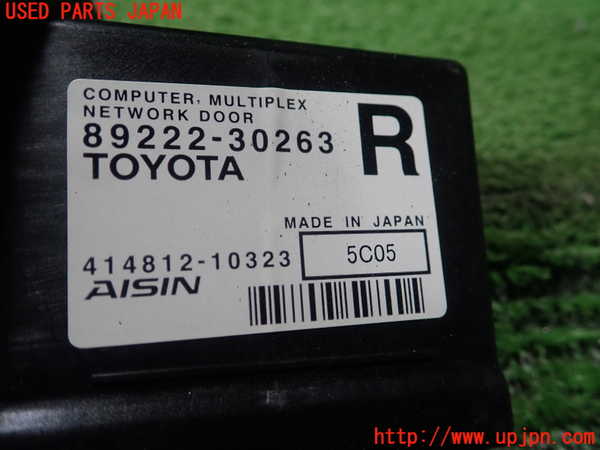 USED PARTS JAPAN
COMPUTER, MULTIPLEX
NETWORK DOOR
89222-30263
R
TOYOTA
MADE IN JAPAN
414812-10323
5C05
AISIN
http://www.upjpn.com/